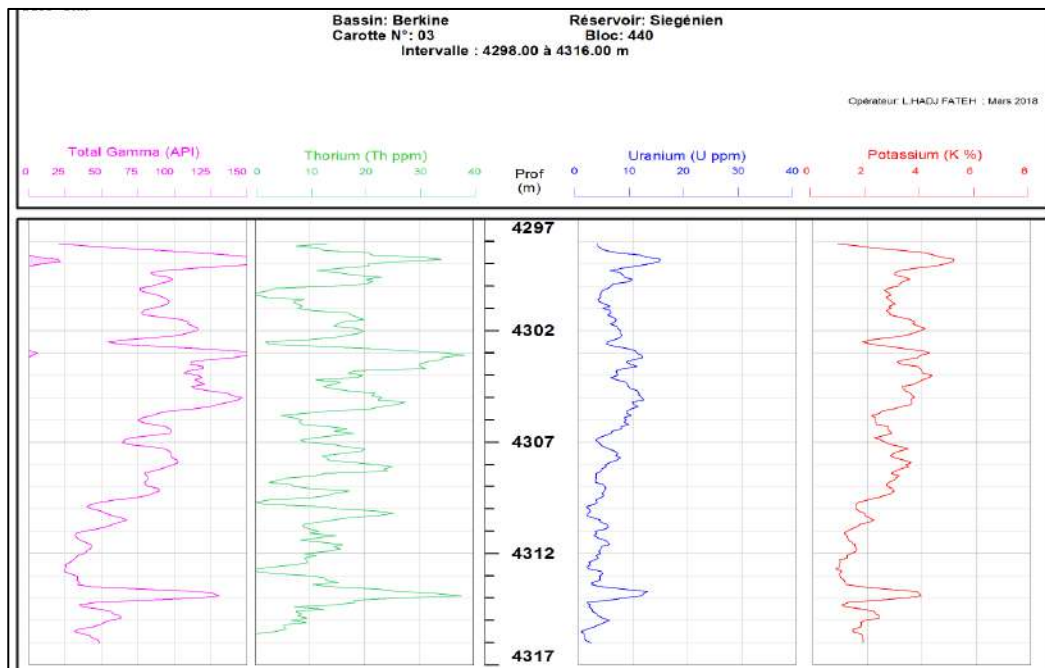 Bassin: Berkine Réservoir: Siegénien
Carotte N°: 03 Bloc: 440
Intervalle : 4298.00 à 4316.00 m
Opérateur: L.HADJ FATEH : Mars 2018
Total Gamma (API) Thorium (Th ppm) Prof (m) Uranium (U ppm) Potassium (K %)
0 25 50 75 100 125 150 0 10 20 30 40 0 10 20 30 40 0 2 4 6 8
4297
4302
4307
4312
4317